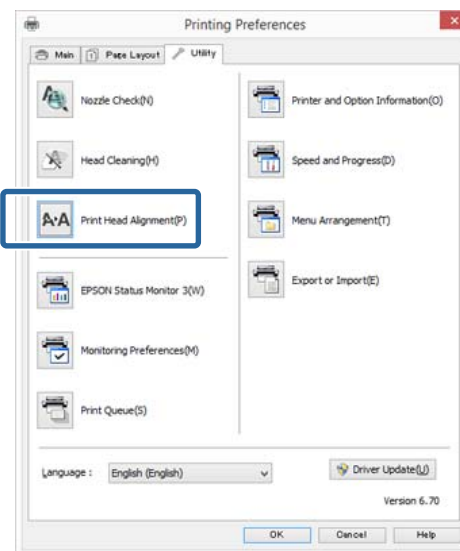 Printing Preferences
Main
Page Layout
Utility
Nozzle Check(N)
Head Cleaning(H)
A·A Print Head Alignment(P)
EPSON Status Monitor 3(W)
Monitoring Preferences(M)
Print Queue(S)
Printer and Option Information(O)
Speed and Progress(D)
Menu Arrangement(T)
Export or Import(E)
Language : English (English)
Driver Update(U)
Version 6.70
OK
Cancel
Help